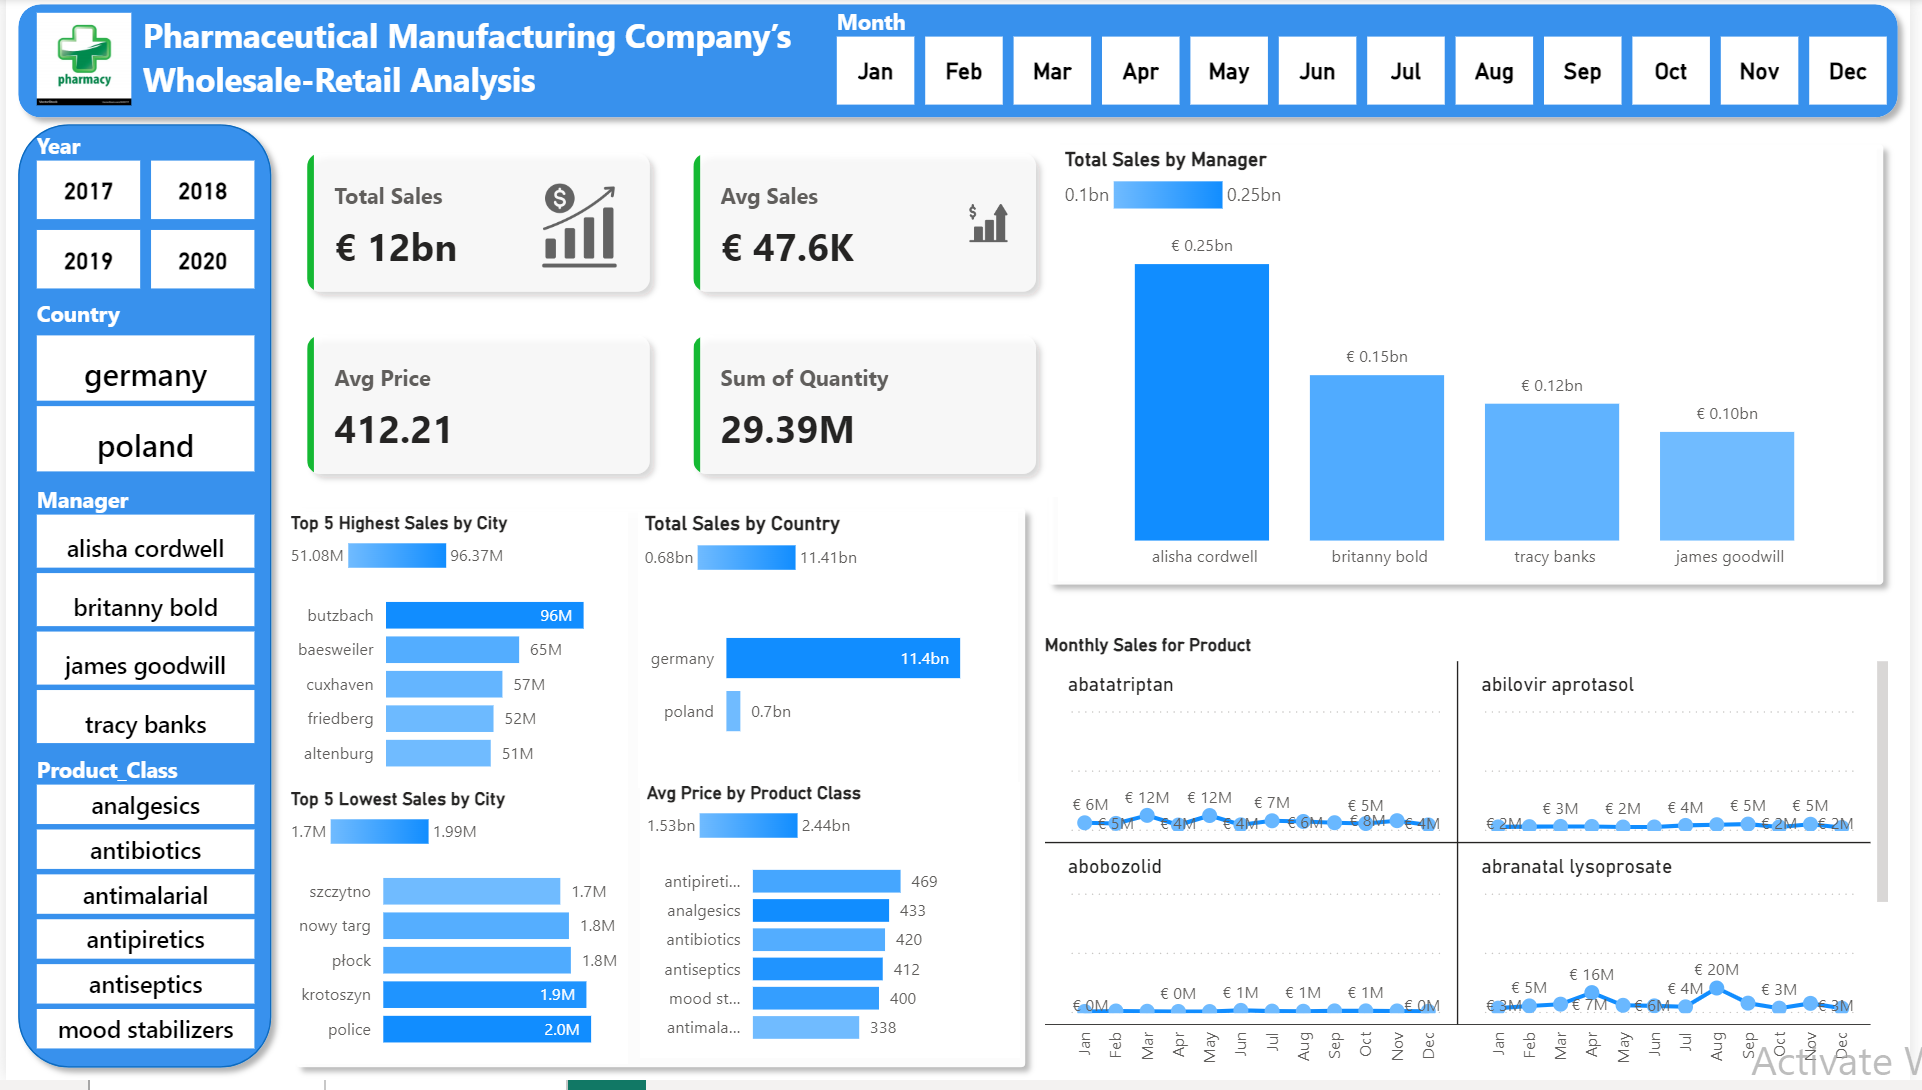 pharmacy
Pharmaceutical Manufacturing Company's
Wholesale-Retail Analysis
Month
Jan Feb Mar Apr May Jun Jul Aug Sep Oct Nov Dec
Year
2017 2018
2019 2020
Country
germany
poland
Manager
alisha cordwell
britanny bold
james goodwill
tracy banks
Product_Class
analgesics
antibiotics
antimalarial
antipiretics
antiseptics
mood stabilizers
Total Sales
€ 12bn
Avg Sales
€ 47.6K
Avg Price
412.21
Sum of Quantity
29.39M
Total Sales by Manager
0.1bn 0.25bn
€ 0.25bn
€ 0.15bn
€ 0.12bn
€ 0.10bn
alisha cordwell britanny bold tracy banks james goodwill
Top 5 Highest Sales by City
51.08M 96.37M
butzbach 96M
baesweiler 65M
cuxhaven 57M
friedberg 52M
altenburg 51M
Top 5 Lowest Sales by City
1.7M 1.99M
szczytno 1.7M
nowy targ 1.8M
płock 1.8M
krotoszyn 1.9M
police 2.0M
Total Sales by Country
0.68bn 11.41bn
germany 11.4bn
poland 0.7bn
Avg Price by Product Class
1.53bn 2.44bn
antipireti... 469
analgesics 433
antibiotics 420
antiseptics 412
mood st... 400
antimala... 338
Monthly Sales for Product
abatatriptan
€ 6M € 12M € 12M € 7M € 5M
€ 5M € 4M € 4M € 6M € 8M € 4M
abilovir aprotasol
€ 3M € 2M € 4M € 5M € 5M
€ 2M € 2M € 2M
abobozolid
€ 0M € 1M € 1M € 1M
€ 0M € 0M
abranatal lysoprosate
€ 5M € 16M € 4M € 20M € 3M
€ 3M € 7M € 6M € 3M
Jan Feb Mar Apr May Jun Jul Aug Sep Oct Nov Dec
Jan Feb Mar Apr May Jun Jul Aug Sep Oct Nov Dec
Activate W